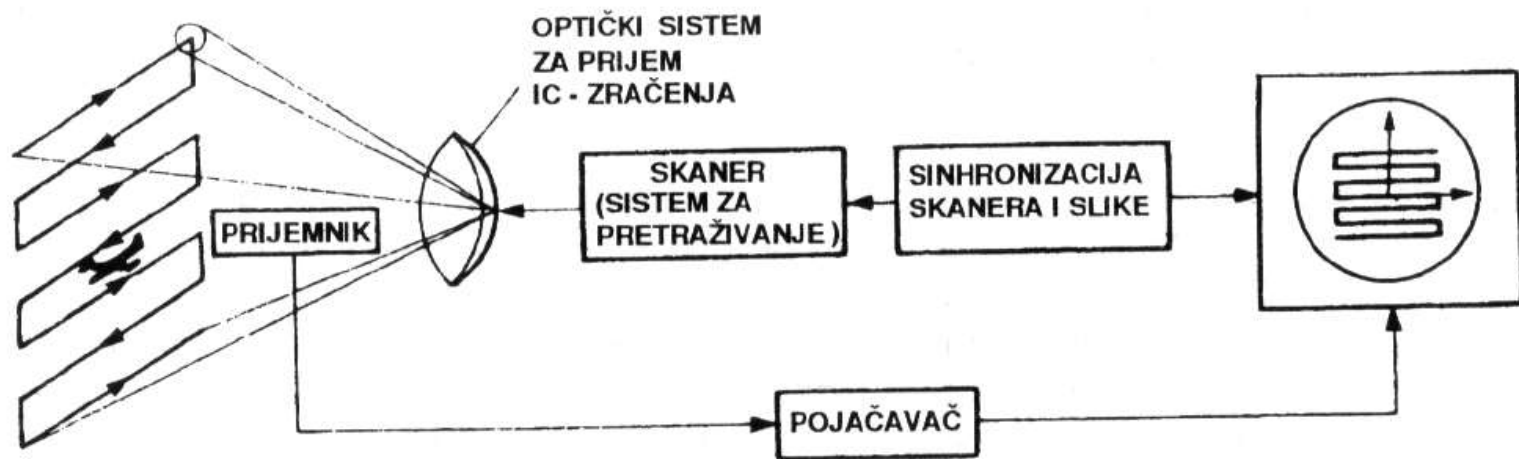 OPTIČKI SISTEM
ZA PRIJEM
IC - ZRAČENJA
PRIJEMNIK
SKANER
(SISTEM ZA
PRETRAŽIVANJE)
SINHRONIZACIJA
SKANERA I SLIKE
POJAČAVAČ